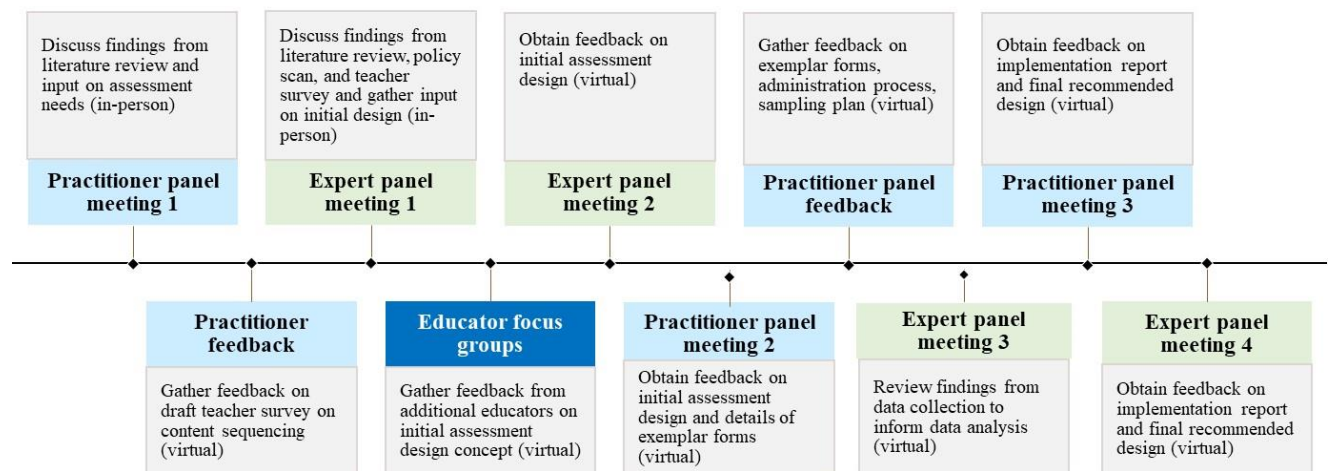 Discuss findings from
literature review and
input on assessment
needs (in-person)
Practitioner panel
meeting 1
Discuss findings from
literature review, policy
scan, and teacher
survey and gather input
on initial design (in-
person)
Expert panel
meeting 1
Obtain feedback on
initial assessment
design (virtual)
Expert panel
meeting 2
Gather feedback on
exemplar forms,
administration process,
sampling plan (virtual)
Practitioner panel
feedback
Obtain feedback on
implementation report
and final recommended
design (virtual)
Practitioner panel
meeting 3
Practitioner
feedback
Gather feedback on
draft teacher survey on
content sequencing
(virtual)
Educator focus
groups
Gather feedback from
additional educators on
initial assessment
design concept (virtual)
Practitioner panel
meeting 2
Obtain feedback on
initial assessment
design and details of
exemplar forms
(virtual)
Expert panel
meeting 3
Review findings from
data collection to
inform data analysis
(virtual)
Expert panel
meeting 4
Obtain feedback on
implementation report
and final recommended
design (virtual)